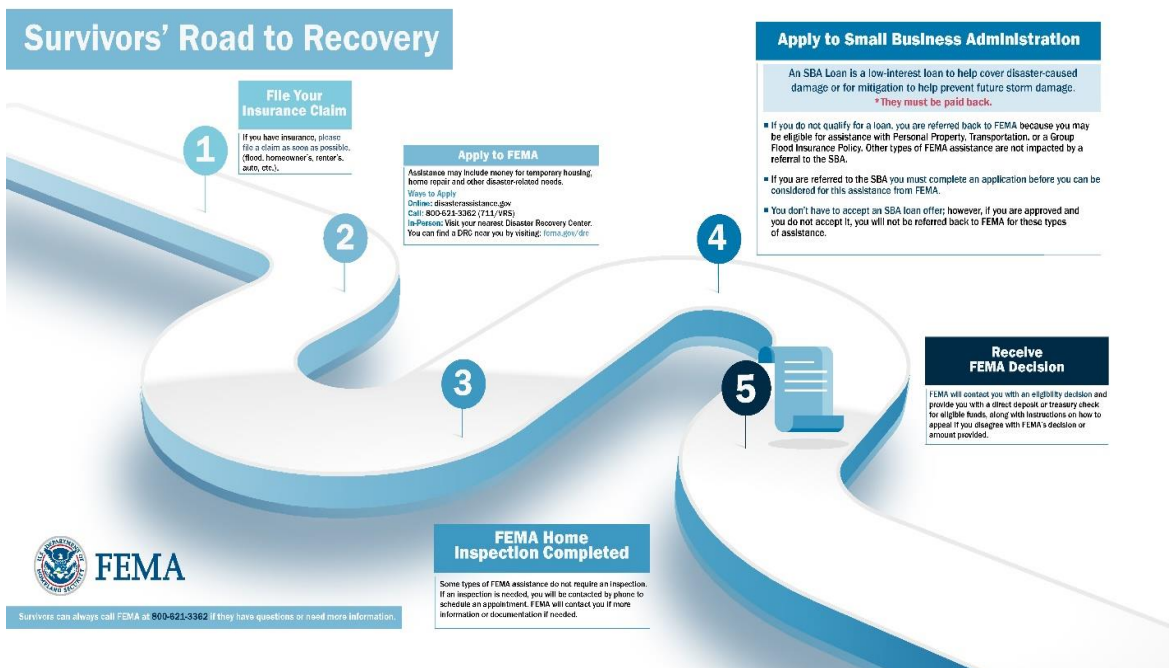 Survivors' Road to Recovery
1
File Your
Insurance Claim
If you have insurance, please
file a claim as soon as possible.
(flood, homeowner's, renter's,
auto, etc.).
2
Apply to FEMA
Assistance may include money for temporary housing,
home repair and other disaster-related needs.
Ways to Apply
Online: disasterassistance.gov
Call: 800-621-3362 (711/VRS)
In-Person: Visit your nearest Disaster Recovery Center.
You can find a DRC near you by visiting: fema.gov/drc
3
FEMA Home
Inspection Completed
Some types of FEMA assistance do not require an inspection.
If an inspection is needed, you will be contacted by phone to
schedule an appointment. FEMA will contact you if more
information or documentation if needed.
4
Apply to Small Business Administration
An SBA Loan is a low-interest loan to help cover disaster-caused
damage or for mitigation to help prevent future storm damage.
*They must be paid back.
▪ If you do not qualify for a loan, you are referred back to FEMA because you may
be eligible for assistance with Personal Property, Transportation, or a Group
Flood Insurance Policy. Other types of FEMA assistance are not impacted by a
referral to the SBA.
▪ If you are referred to the SBA you must complete an application before you can be
considered for this assistance from FEMA.
▪ You don't have to accept an SBA loan offer; however, if you are approved and
you do not accept it, you will not be referred back to FEMA for these types
of assistance.
5
Receive
FEMA Decision
FEMA will contact you with an eligibility decision and
provide you with a direct deposit or treasury check
for eligible funds, along with instructions on how to
appeal if you disagree with FEMA's decision or
amount provided.
U.S. DEPARTMENT OF
HOMELAND SECURITY
FEMA
Survivors can always call FEMA at 800-621-3362 if they have questions or need more information.